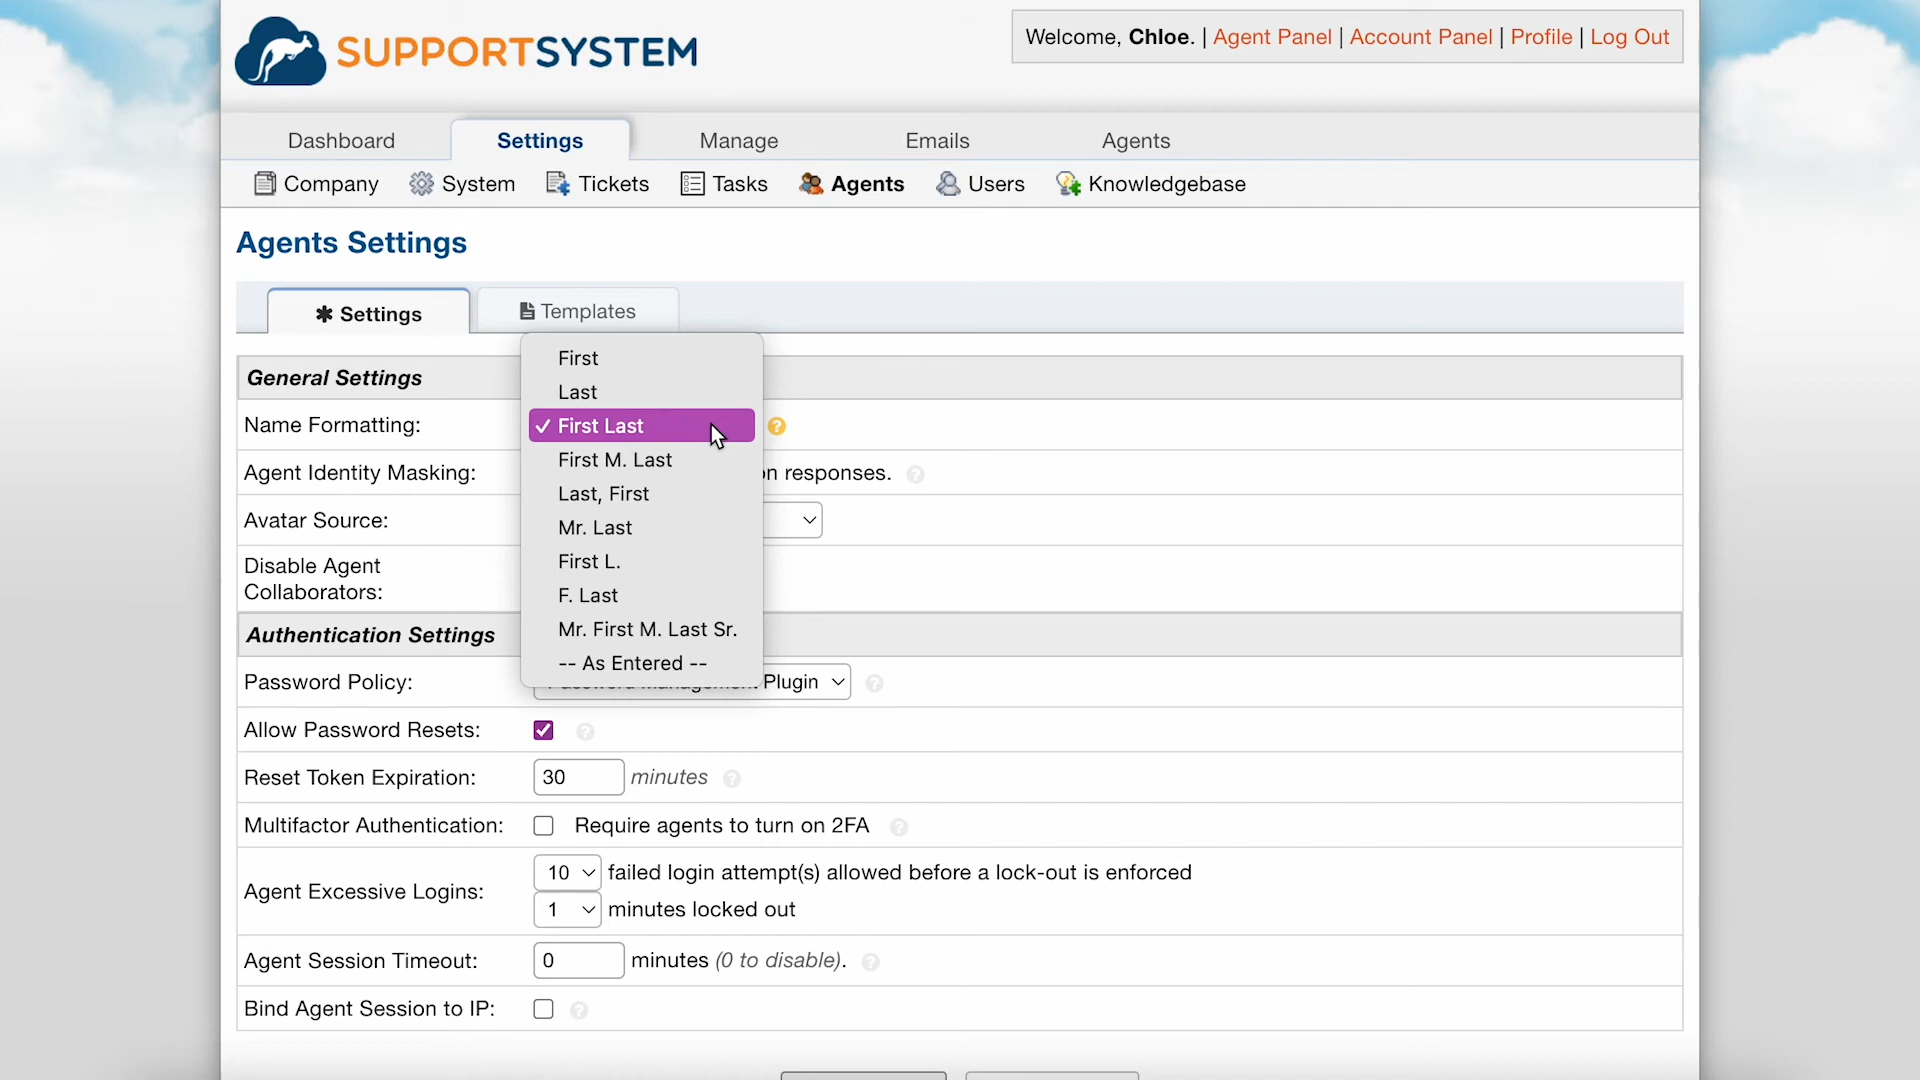 SUPPORTSYSTEM
Welcome, Chloe. | Agent Panel | Account Panel | Profile | Log Out
Dashboard Settings Manage Emails Agents
Company System Tickets Tasks Agents Users Knowledgebase
Agents Settings
Settings Templates
First
General Settings
Last
Name Formatting: ✓ First Last ?
First M. Last
Agent Identity Masking: on responses. ?
Last, First
Avatar Source:
Mr. Last
First L.
Disable Agent
Collaborators:
F. Last
Mr. First M. Last Sr.
Authentication Settings
-- As Entered --
Password Policy: Plugin ?
Allow Password Resets: ?
Reset Token Expiration: 30 minutes ?
Multifactor Authentication: Require agents to turn on 2FA ?
Agent Excessive Logins: 10 failed login attempt(s) allowed before a lock-out is enforced
1 minutes locked out
Agent Session Timeout: 0 minutes (0 to disable). ?
Bind Agent Session to IP: ?